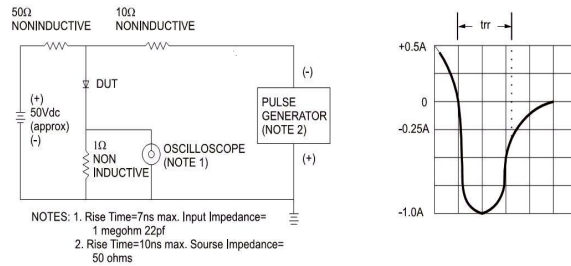 50Ω
NONINDUCTIVE
10Ω
NONINDUCTIVE
DUT
(+)
50Vdc
(approx)
(-)
1Ω
NON
INDUCTIVE
OSCILLOSCOPE
(NOTE 1)
(-)
PULSE
GENERATOR
(NOTE 2)
(+)
NOTES: 1. Rise Time=7ns max. Input Impedance=
1 megohm 22pf
2. Rise Time=10ns max. Sourse Impedance=
50 ohms
trr
+0.5A
0
-0.25A
-1.0A